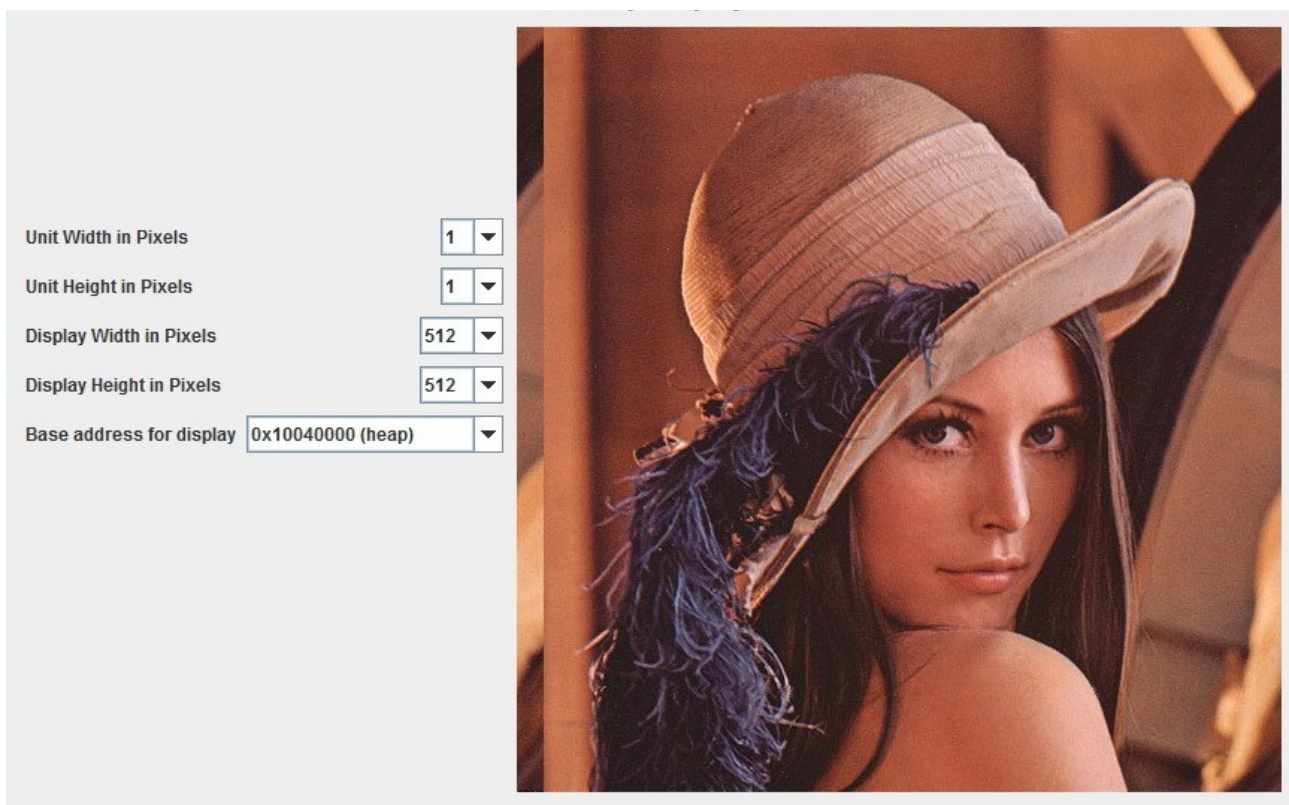 Unit Width in Pixels 1
Unit Height in Pixels 1
Display Width in Pixels 512
Display Height in Pixels 512
Base address for display 0x10040000 (heap)